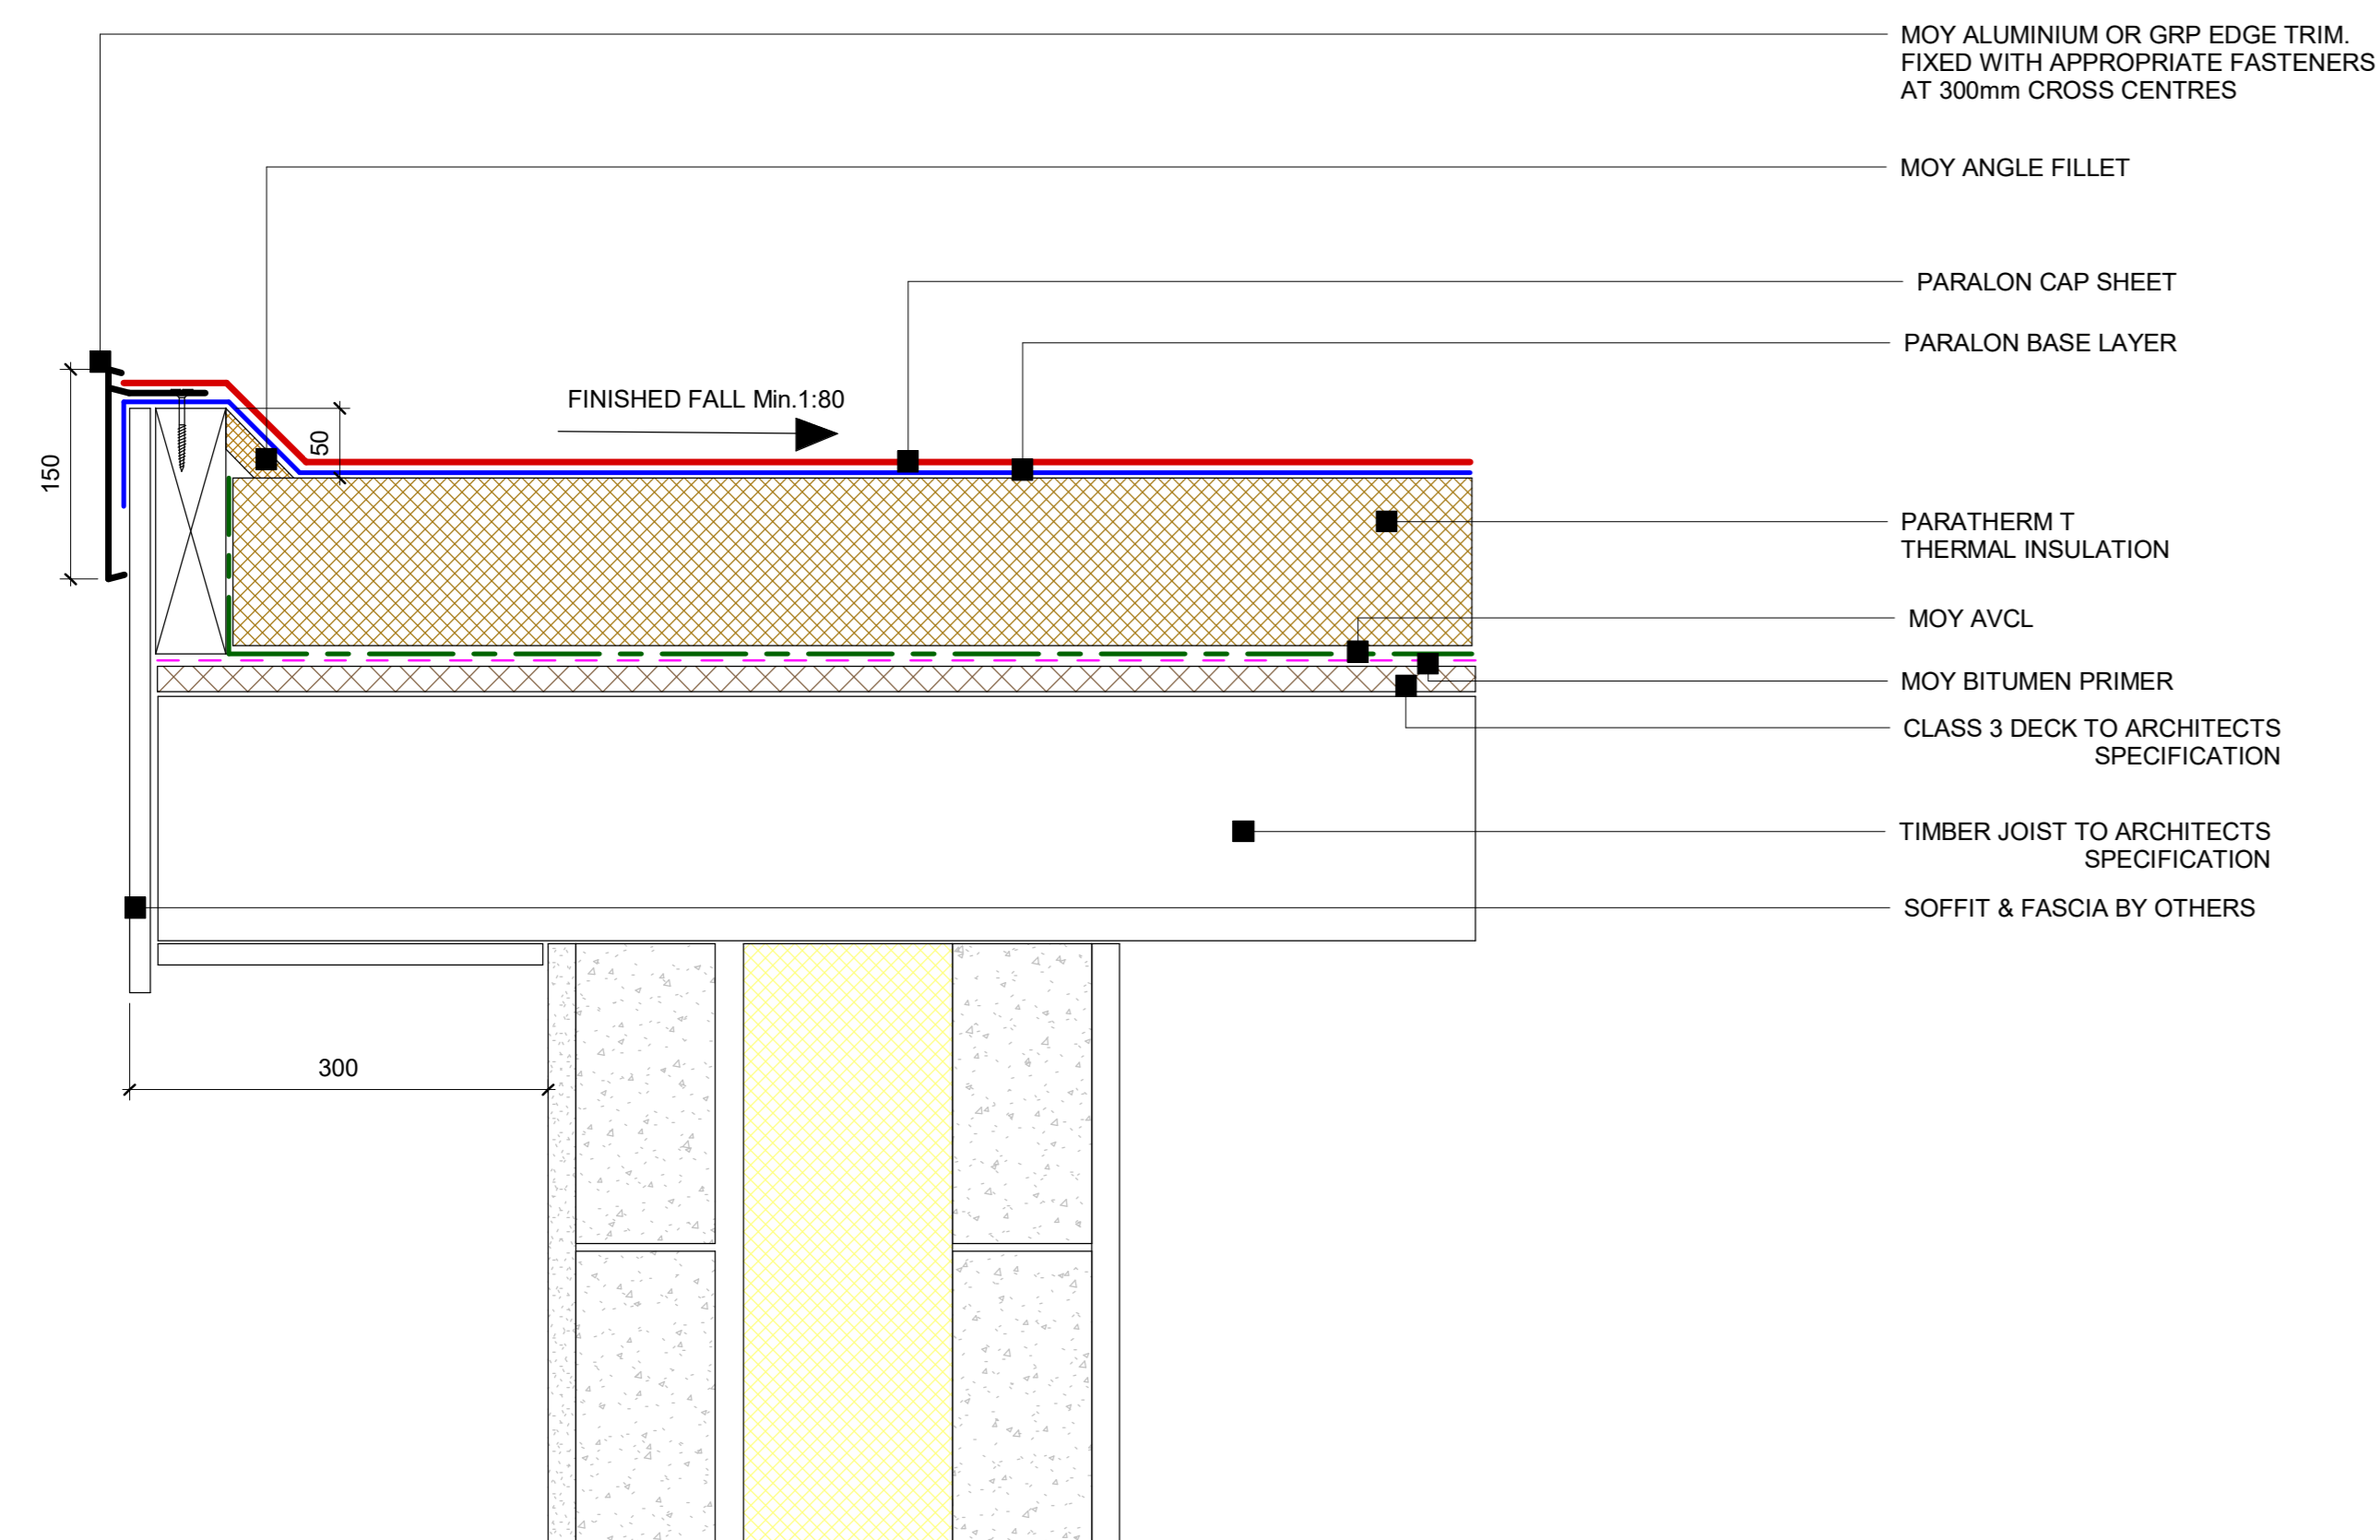 MOY ALUMINIUM OR GRP EDGE TRIM.
FIXED WITH APPROPRIATE FASTENERS
AT 300mm CROSS CENTRES
MOY ANGLE FILLET
PARALON CAP SHEET
PARALON BASE LAYER
FINISHED FALL Min.1:80
50
150
PARATHERM T
THERMAL INSULATION
MOY AVCL
MOY BITUMEN PRIMER
CLASS 3 DECK TO ARCHITECTS
SPECIFICATION
TIMBER JOIST TO ARCHITECTS
SPECIFICATION
SOFFIT & FASCIA BY OTHERS
300